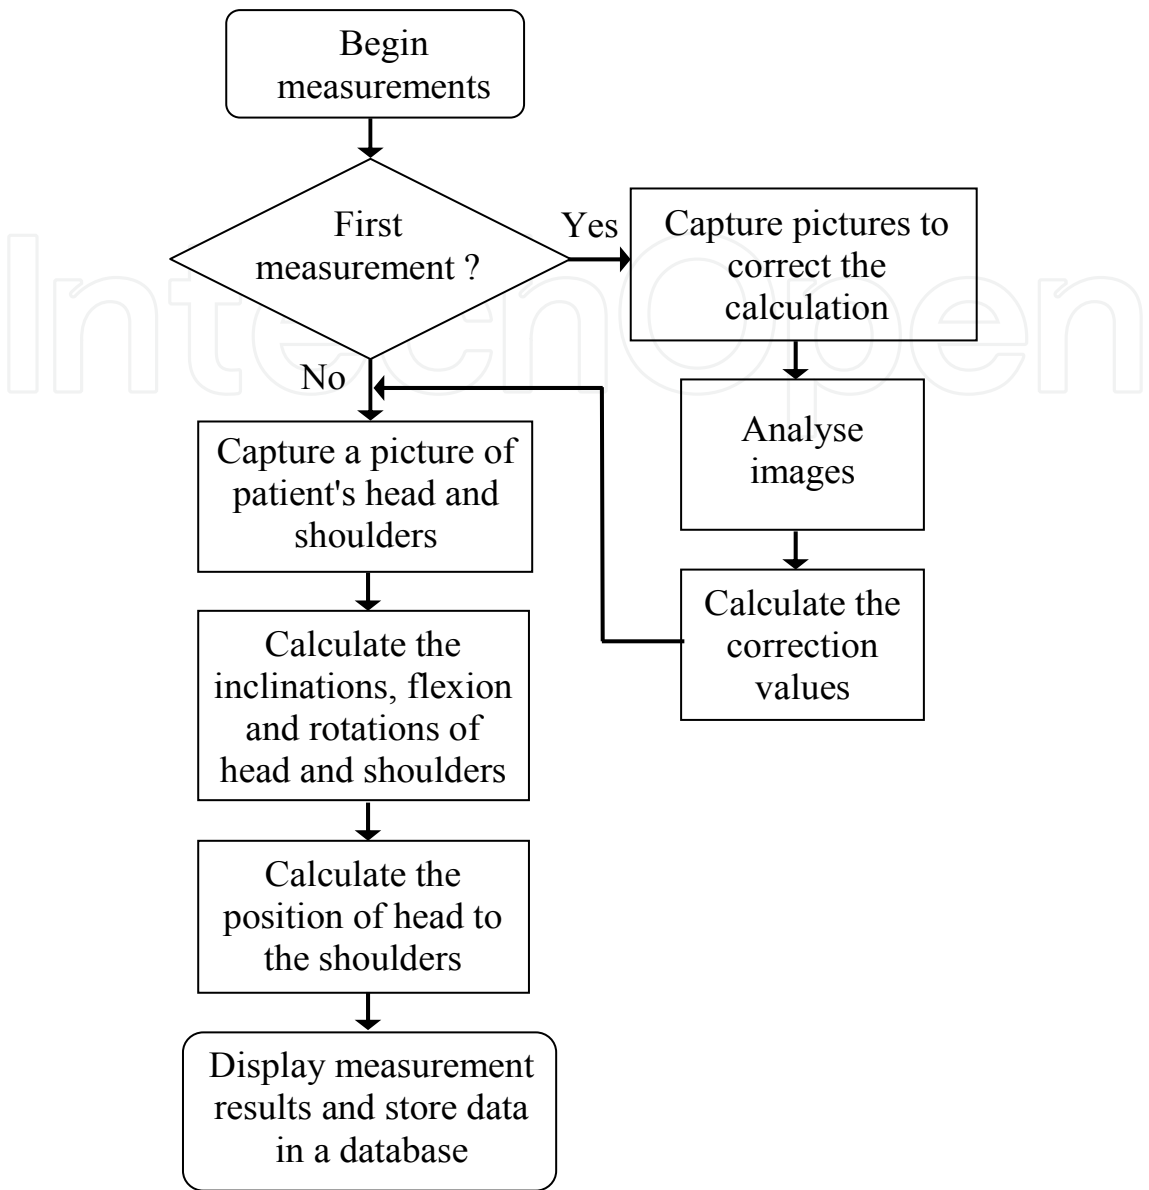 Begin
measurements
First
measurement ?
Yes
Capture pictures to
correct the
calculation
No
Analyse
images
Calculate the
correction
values
Capture a picture of
patient's head and
shoulders
Calculate the
inclinations, flexion
and rotations of
head and shoulders
Calculate the
position of head to
the shoulders
Display measurement
results and store data
in a database
IntechOpen